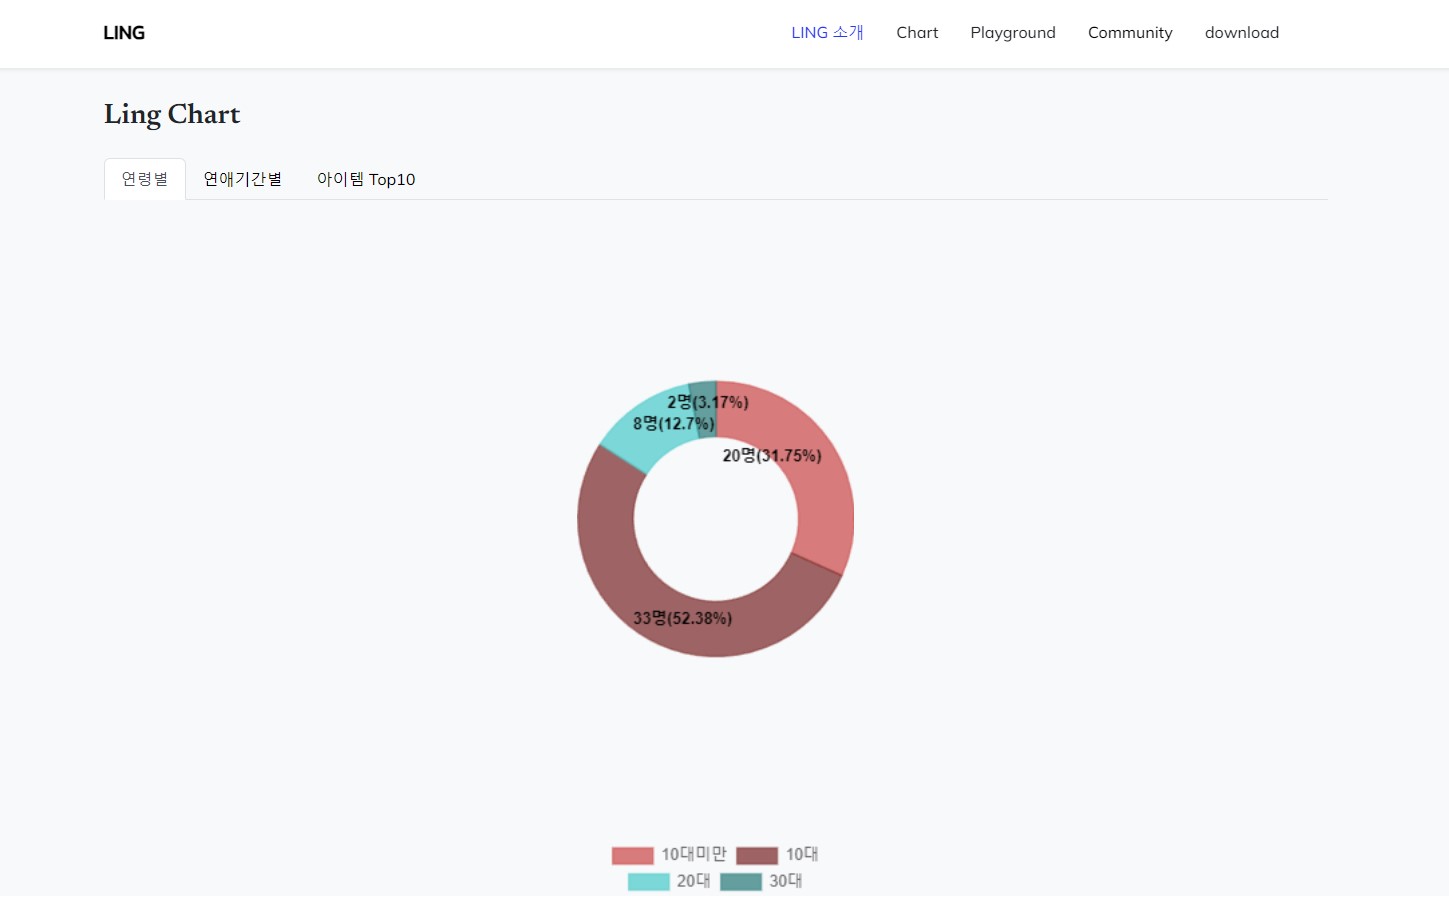 LING
LING 소개 Chart Playground Community download
Ling Chart
연령별 연애기간별 아이템 Top10
2명(3.17%)
8명(12.7%)
20명(31.75%)
33명(52.38%)
10대미만 10대
20대 30대